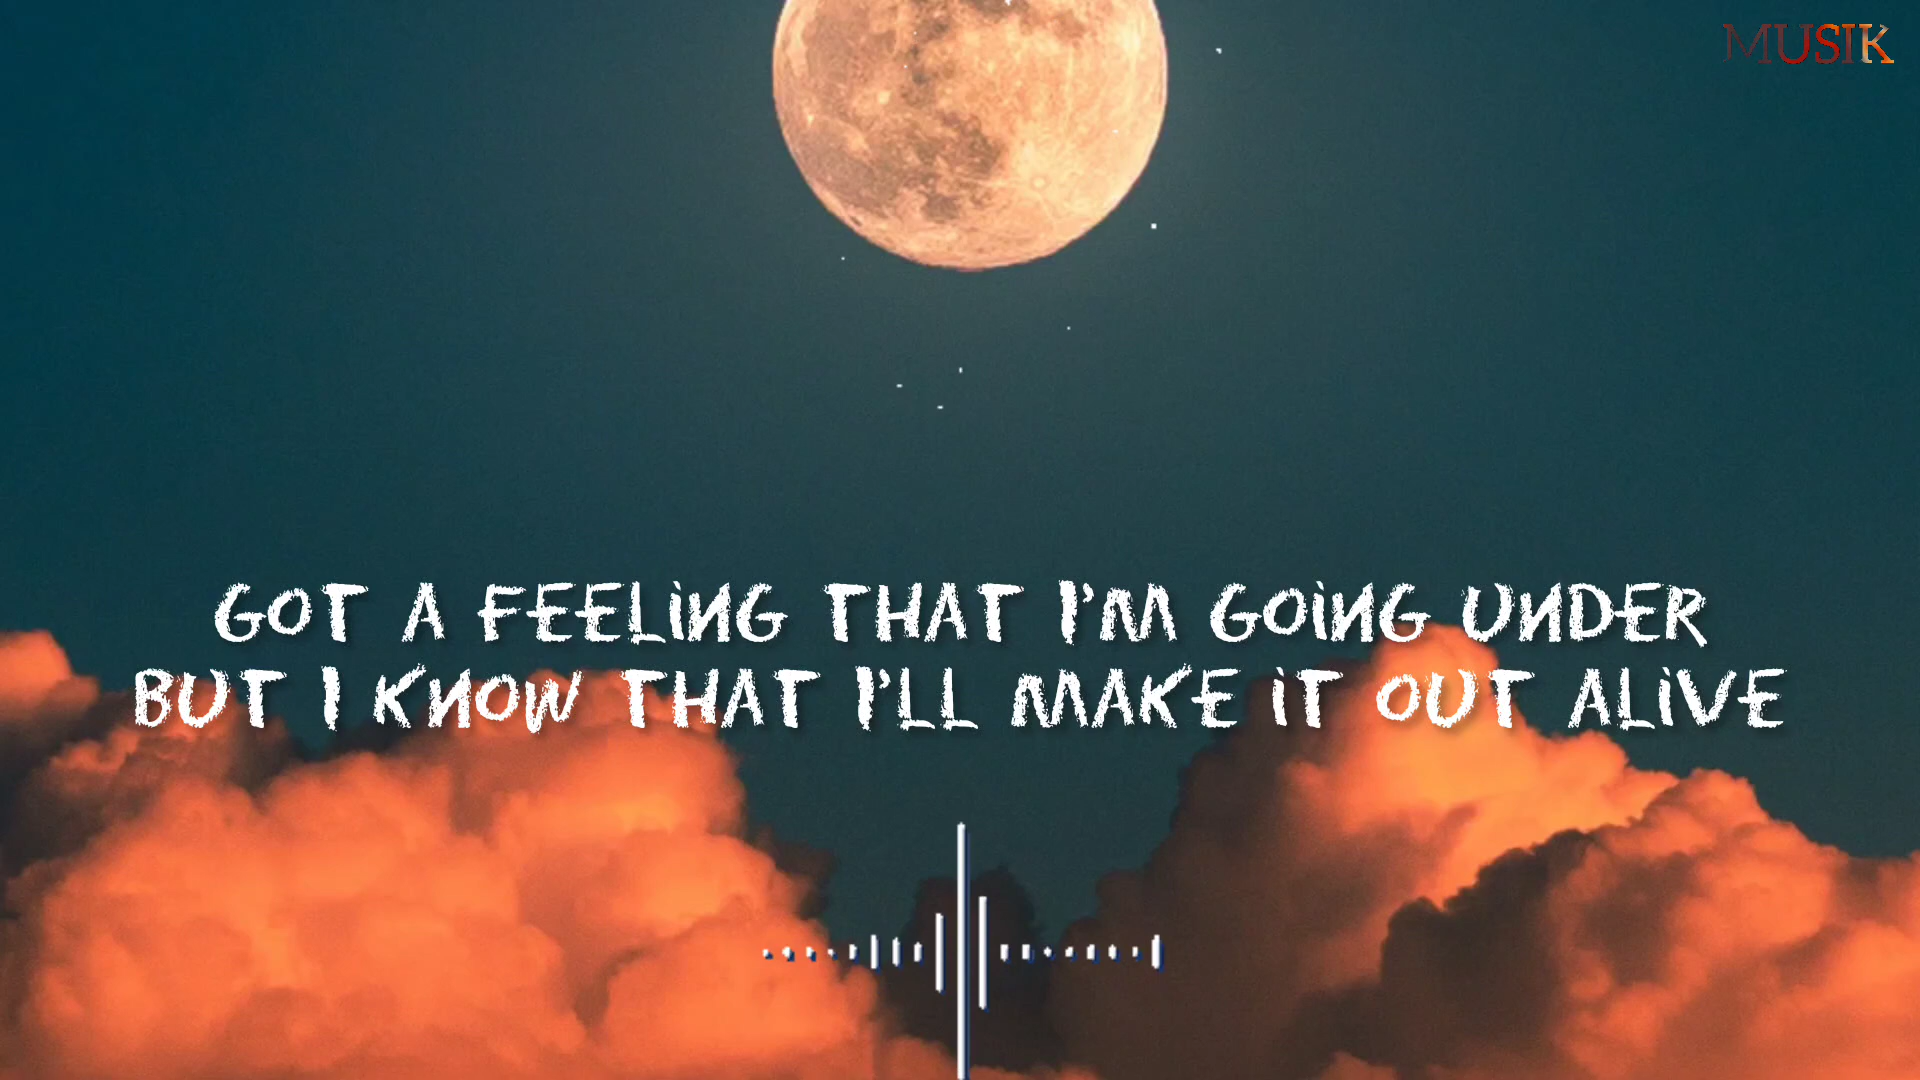 MUSIK
GOT A FEELING THAT I'M GOING UNDER
BUT I KNOW THAT I'LL MAKE IT OUT ALIVE